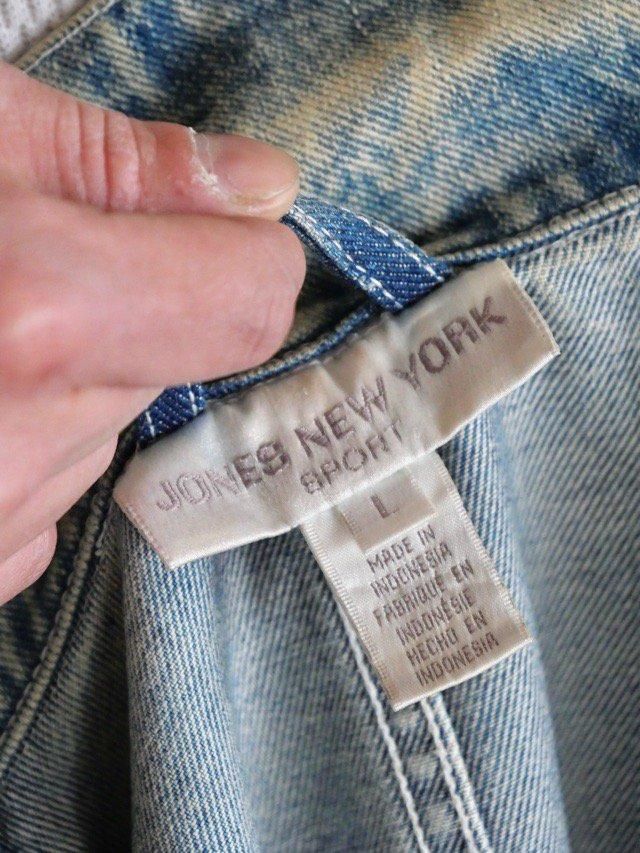 JONES NEW YORK
SPORT
L
MADE IN
INDONESIA
FABRIQUÉ EN
INDONÉSIE
HECHO EN
INDONESIA